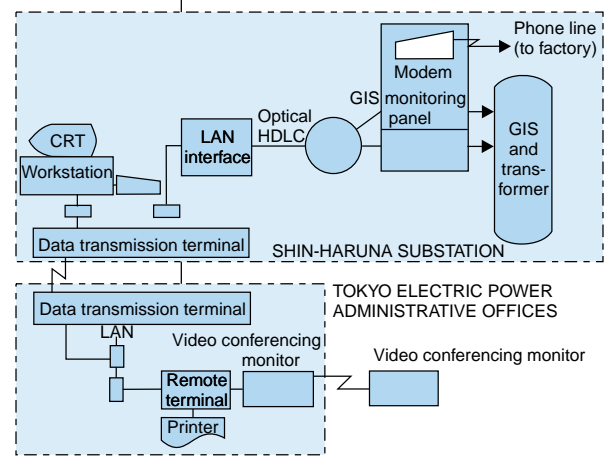 Phone line
(to factory)
Modem
GIS monitoring
panel
Optical
HDLC
LAN
interface
GIS
and
trans-
former
CRT
Workstation
Data transmission terminal
SHIN-HARUNA SUBSTATION
Data transmission terminal
TOKYO ELECTRIC POWER
ADMINISTRATIVE OFFICES
LAN
Video conferencing
monitor
Video conferencing monitor
Remote
terminal
Printer